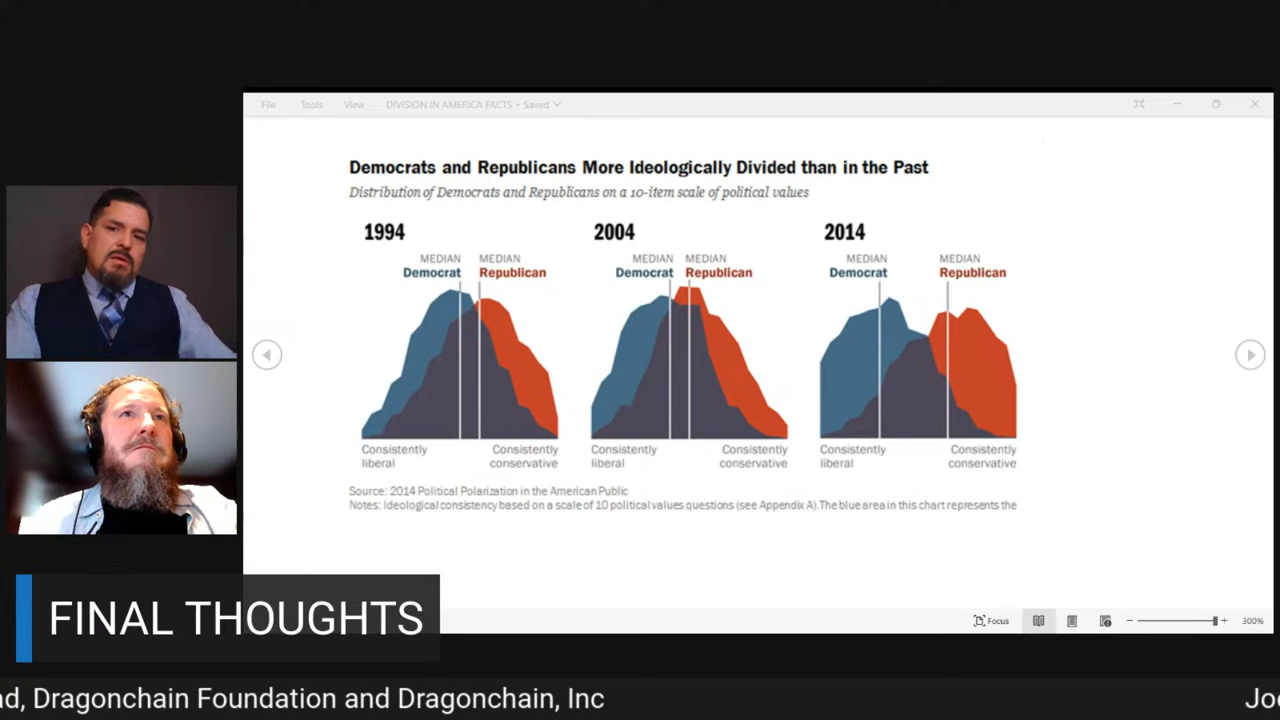 File Tools View DIVISION IN AMERICA FACTS • Saved
Democrats and Republicans More Ideologically Divided than in the Past
Distribution of Democrats and Republicans on a 10-item scale of political values
1994
MEDIAN MEDIAN
Democrat Republican
Consistently liberal
Consistently conservative
2004
MEDIAN MEDIAN
Democrat Republican
Consistently liberal
Consistently conservative
2014
MEDIAN MEDIAN
Democrat Republican
Consistently liberal
Consistently conservative
Source: 2014 Political Polarization in the American Public
Notes: Ideological consistency based on a scale of 10 political values questions (see Appendix A). The blue area in this chart represents the
Focus
300%
FINAL THOUGHTS
ad, Dragonchain Foundation and Dragonchain, Inc